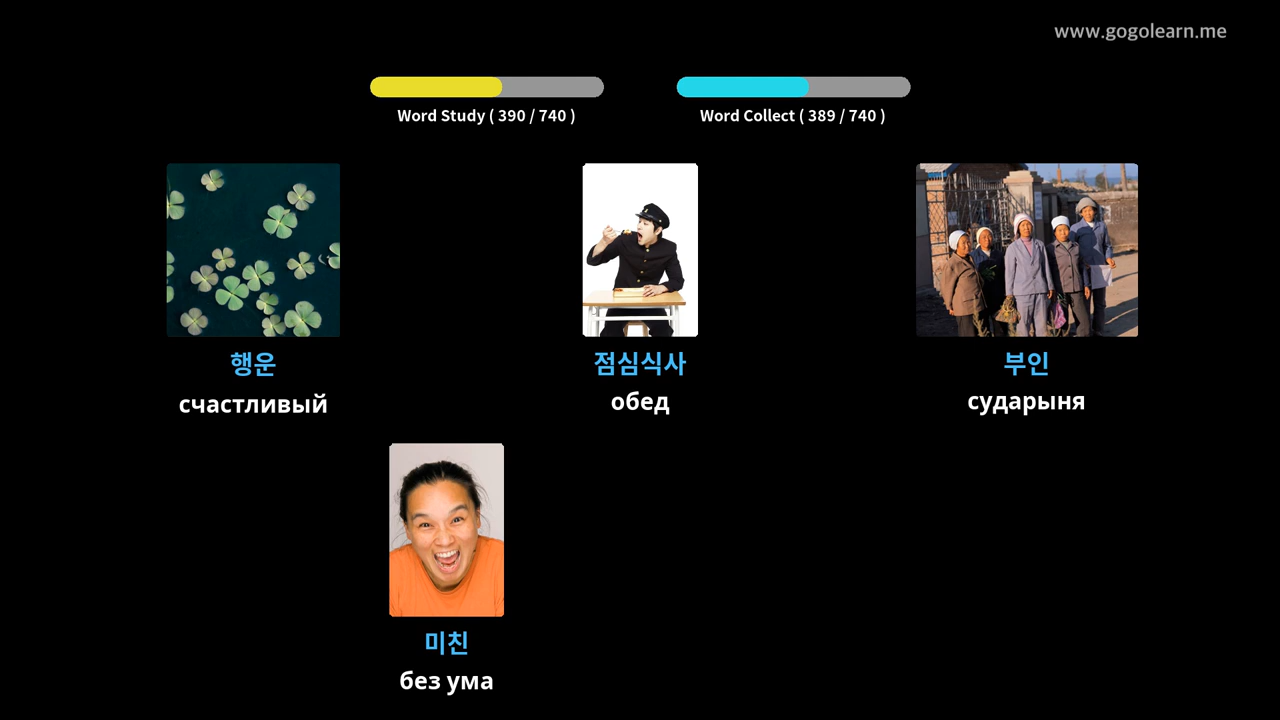 www.gogolearn.me
Word Study ( 390 / 740 )
Word Collect ( 389 / 740 )
행운
счастливый
점심식사
обед
부인
сударыня
미친
без ума